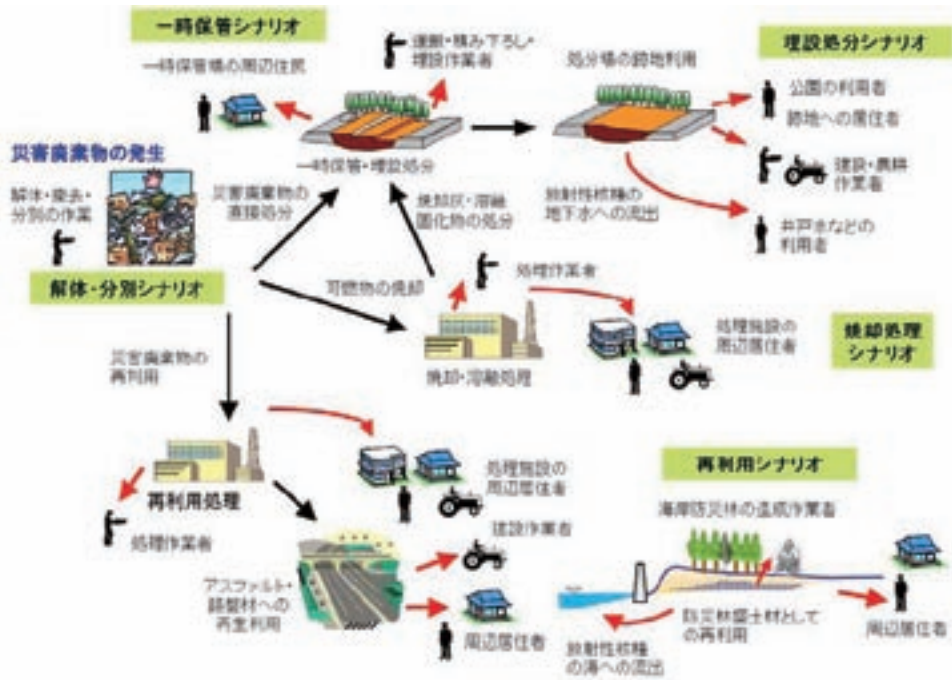 一時保管シナリオ
運搬・積み下ろし・
埋設作業者
一時保管場の周辺住民
処分場の跡地利用
埋設処分シナリオ
公園の利用者
跡地への居住者
災害廃棄物の発生
解体・撤去・
分別の作業
一時保管・埋設処分
災害廃棄物の
直接処分
焼却灰・溶融
固化物の処分
放射性核種の
地下水への流出
建設・農耕
作業者
井戸水などの
利用者
解体・分別シナリオ
可燃物の焼却
処理作業者
処理施設の
周辺居住者
焼却処理
シナリオ
災害廃棄物の
再利用
焼却・溶融処理
再利用処理
処理作業者
処理施設の
周辺居住者
建設作業者
再利用シナリオ
海岸防災林の造成作業者
アスファルト・
路盤材への
再生利用
周辺居住者
防災林盛土材として
の再利用
放射性核種
の海への流出
周辺居住者